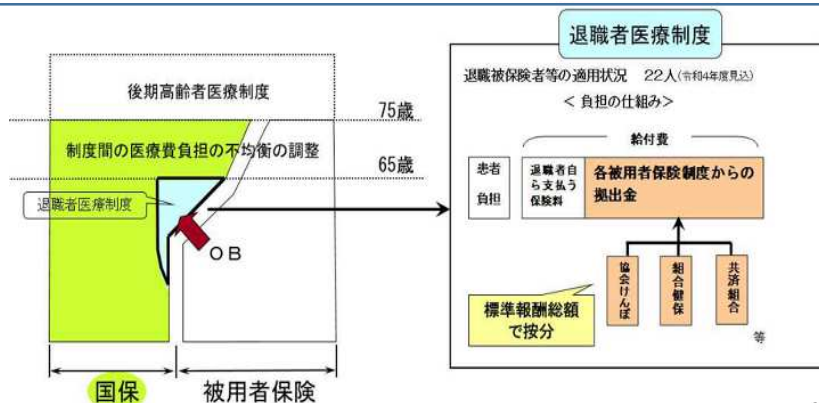 後期高齢者医療制度
75歳
制度間の医療費負担の不均衡の調整
65歳
退職者医療制度
OB
国保
被用者保険
退職者医療制度
退職被保険者等の適用状況 22人(令和4年度見込)
<負担の仕組み>
給付費
患者
負担
退職者自
ら支払う
保険料
各被用者保険制度からの
拠出金
協会けんぽ
組合健保
共済組合
等
標準報酬総額
で按分